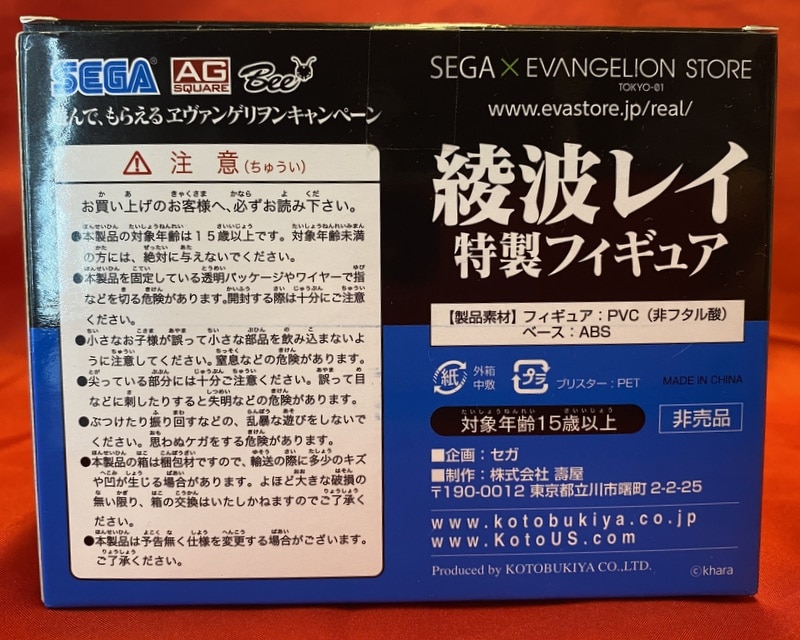 SEGA AG SQUARE Bee
んで、もらえる ヱヴァンゲリヲンキャンペーン
⚠ 注 意(ちゅうい)
お買い上げのお客様へ、必ずお読み下さい。
●本製品の対象年齢は15歳以上です。対象年齢未満
の方には、絶対に与えないでください。
●本製品を固定している透明パッケージやワイヤーで指
などを切る危険があります。開封する際は十分にご注意
ください。
●小さなお子様が誤って小さな部品を飲み込まないよ
うに注意してください。窒息などの危険があります。
●尖っている部分には十分ご注意ください。誤って目
などに刺したりすると失明などの危険があります。
●ぶつけたり振り回すなどの、乱暴な遊びをしないで
ください。思わぬケガをする危険があります。
●本製品の箱は梱包材ですので、輸送の際に多少のキズ
や凹が生じる場合があります。よほど大きな破損の
無い限り、箱の交換はいたしかねますのでご了承く
ださい。
●本製品は予告無く仕様を変更する場合がございます。
ご了承ください。
SEGA × EVANGELION STORE
TOKYO-01
www.evastore.jp/real/
綾波レイ
特製フィギュア
【製品素材】フィギュア:PVC(非フタル酸)
ベース:ABS
紙 外箱
中敷
プラ ブリスター:PET
MADE IN CHINA
対象年齢15歳以上
非売品
■企画:セガ
■制作:株式会社 壽屋
〒190-0012 東京都立川市曙町 2-2-25
www.kotobukiya.co.jp
www.KotoUS.com
Produced by KOTOBUKIYA CO.,LTD.
©khara